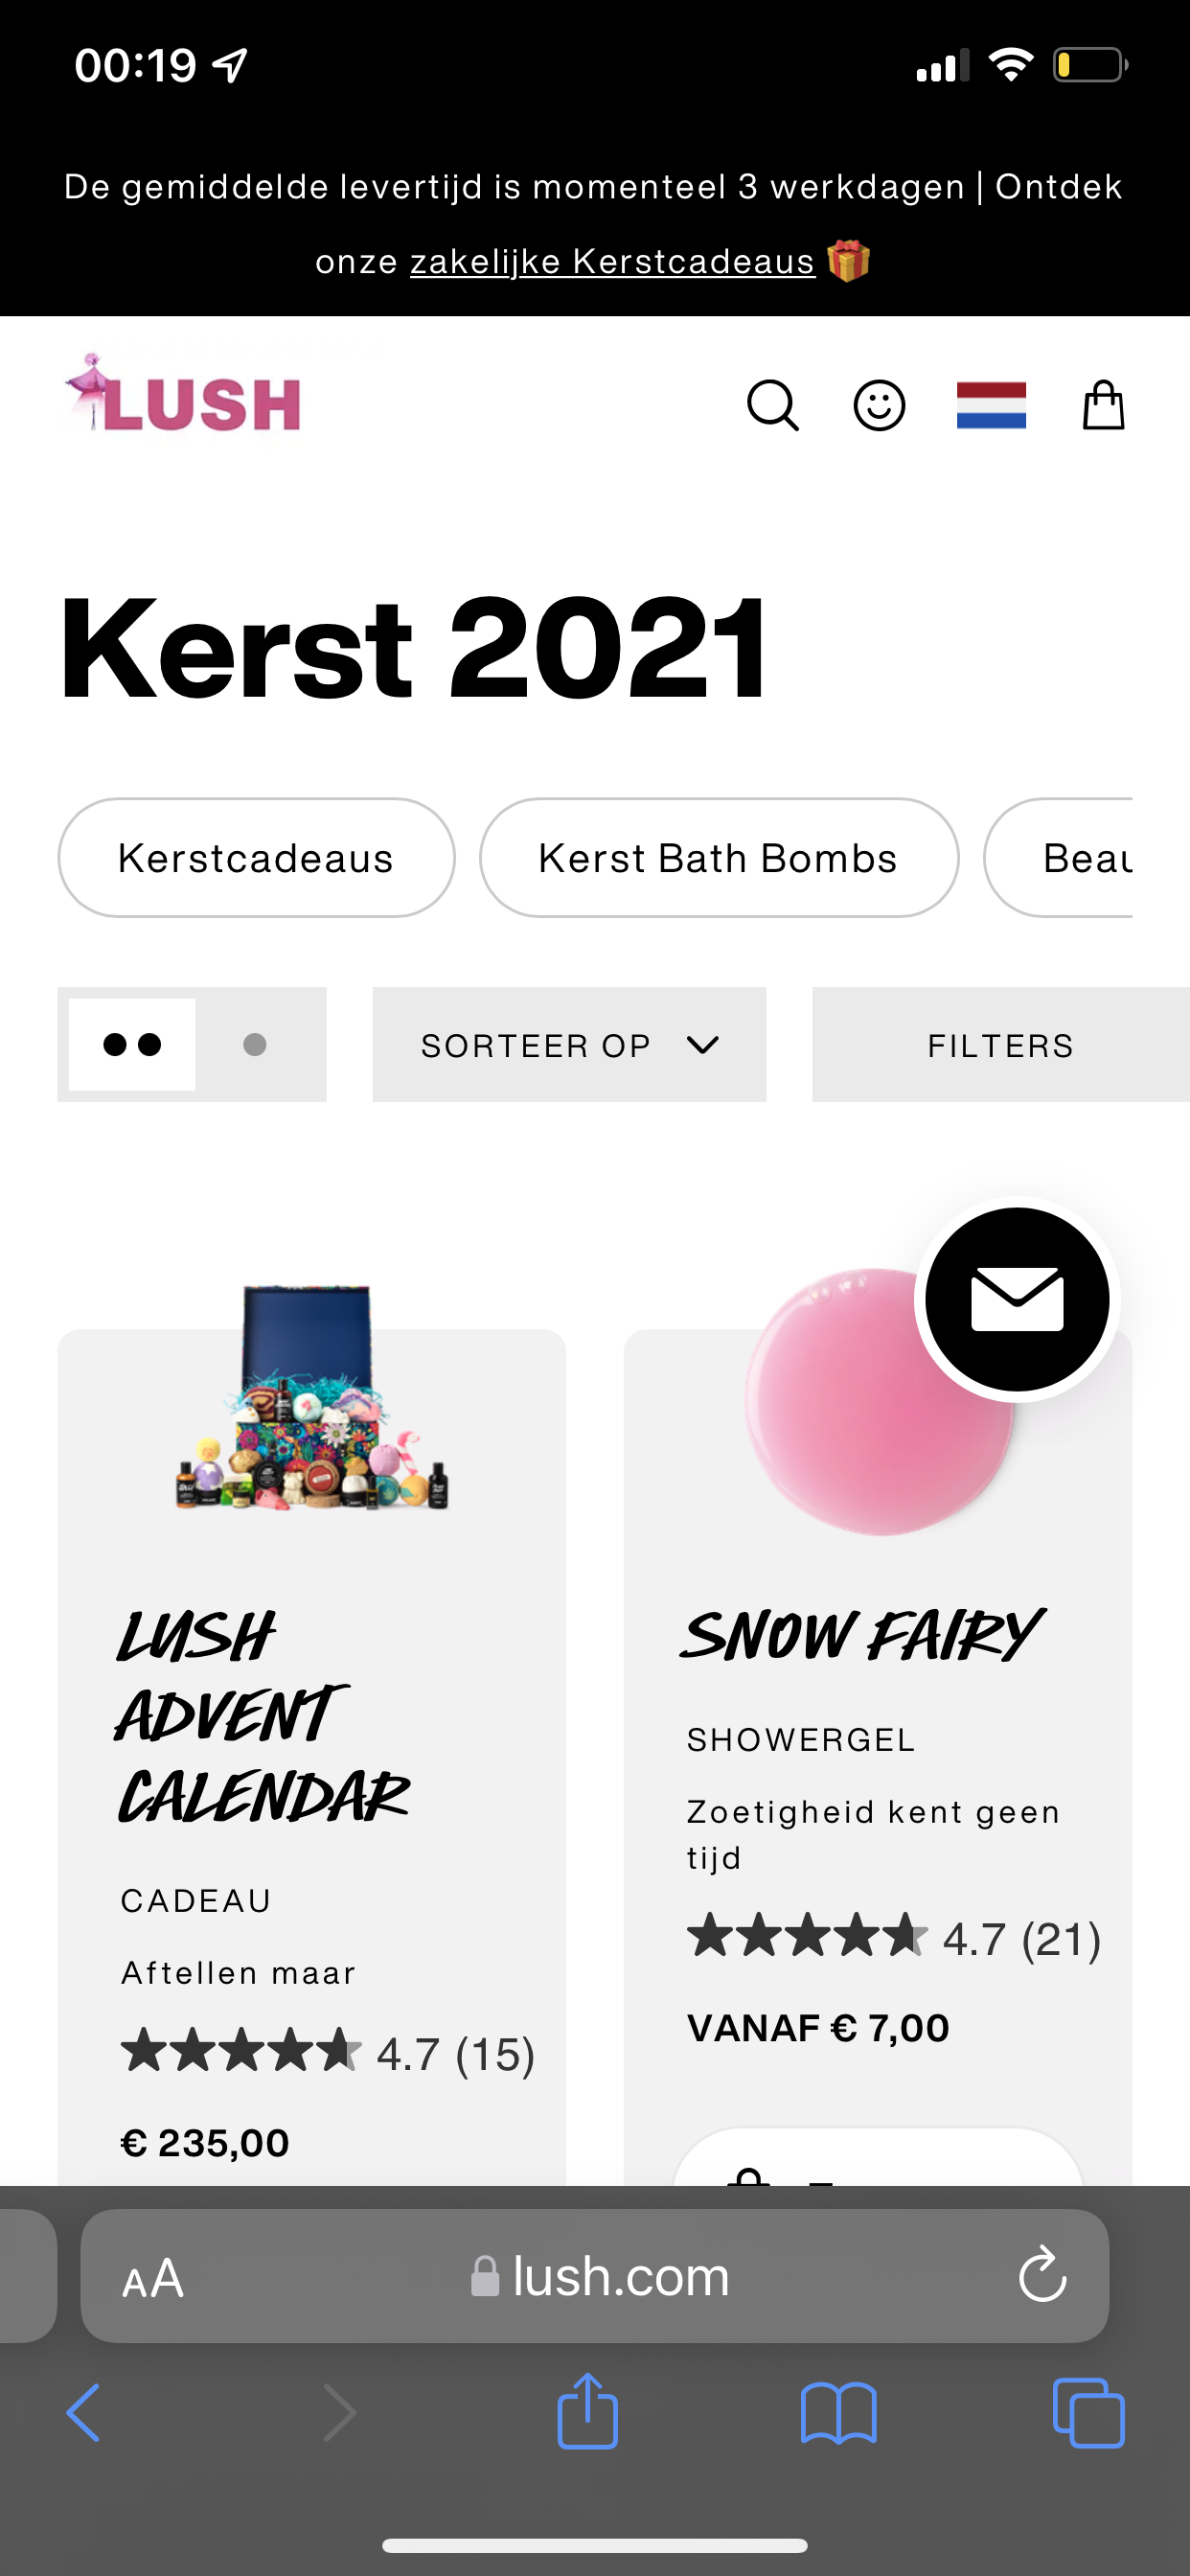 00:19
De gemiddelde levertijd is momenteel 3 werkdagen | Ontdek
onze zakelijke Kerstcadeaus
LUSH
Kerst 2021
Kerstcadeaus
Kerst Bath Bombs
Beau
SORTEER OP
FILTERS
LUSH
ADVENT
CALENDAR
CADEAU
Aftellen maar
4.7 (15)
€ 235,00
SNOW FAIRY
SHOWERGEL
Zoetigheid kent geen
tijd
4.7 (21)
VANAF € 7,00
AA
lush.com